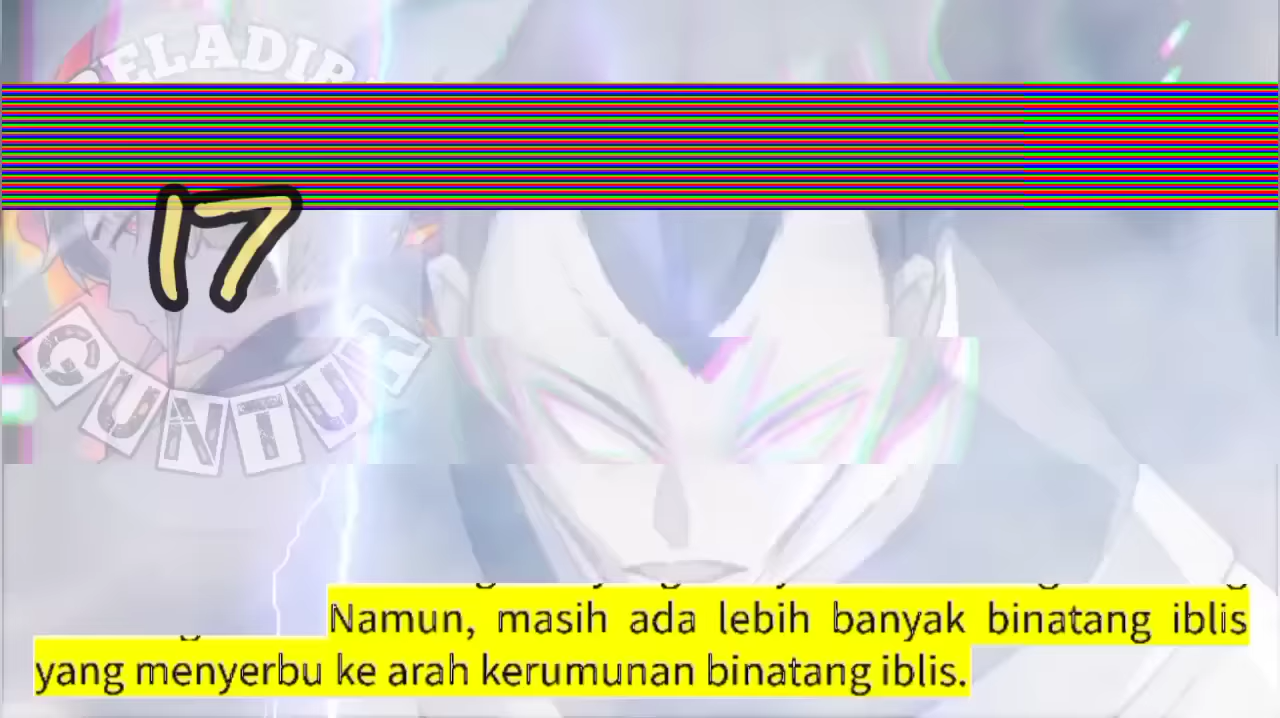 17
GUNTUR
Namun, masih ada lebih banyak binatang iblis
yang menyerbu ke arah kerumunan binatang iblis.